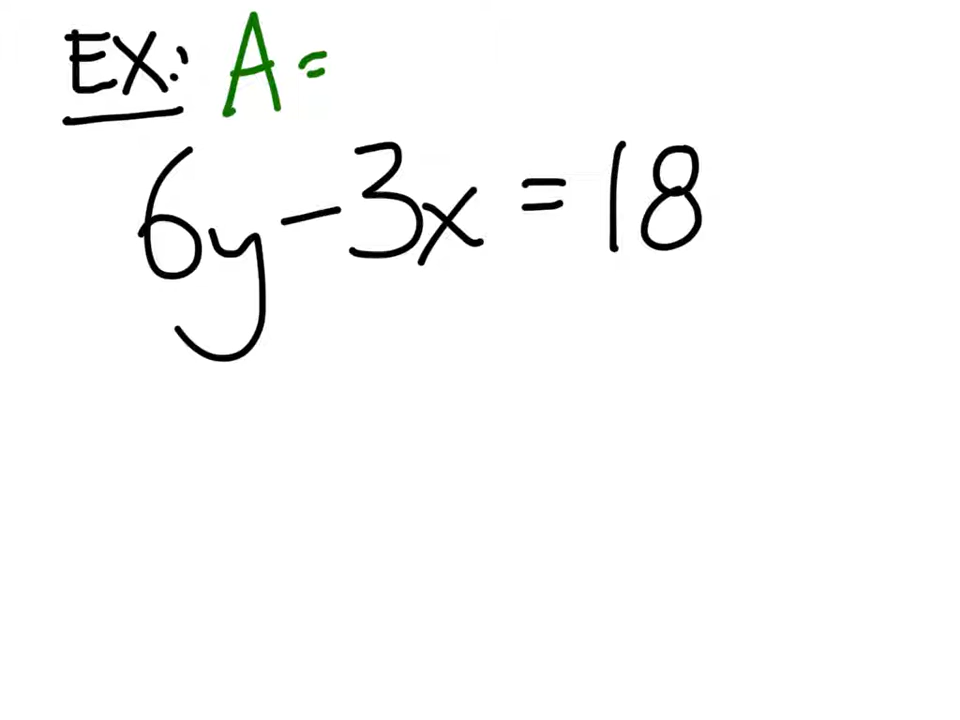 EX: A =
6y - 3x = 18